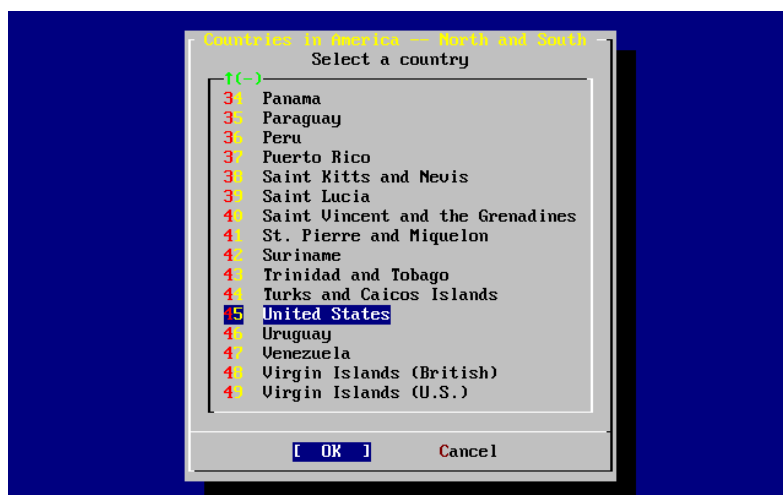 Countries in America -- North and South
Select a country
↑(-)
34 Panama
35 Paraguay
36 Peru
37 Puerto Rico
38 Saint Kitts and Nevis
39 Saint Lucia
40 Saint Vincent and the Grenadines
41 St. Pierre and Miquelon
42 Suriname
43 Trinidad and Tobago
44 Turks and Caicos Islands
45 United States
46 Uruguay
47 Venezuela
48 Virgin Islands (British)
49 Virgin Islands (U.S.)
[ OK ] Cancel